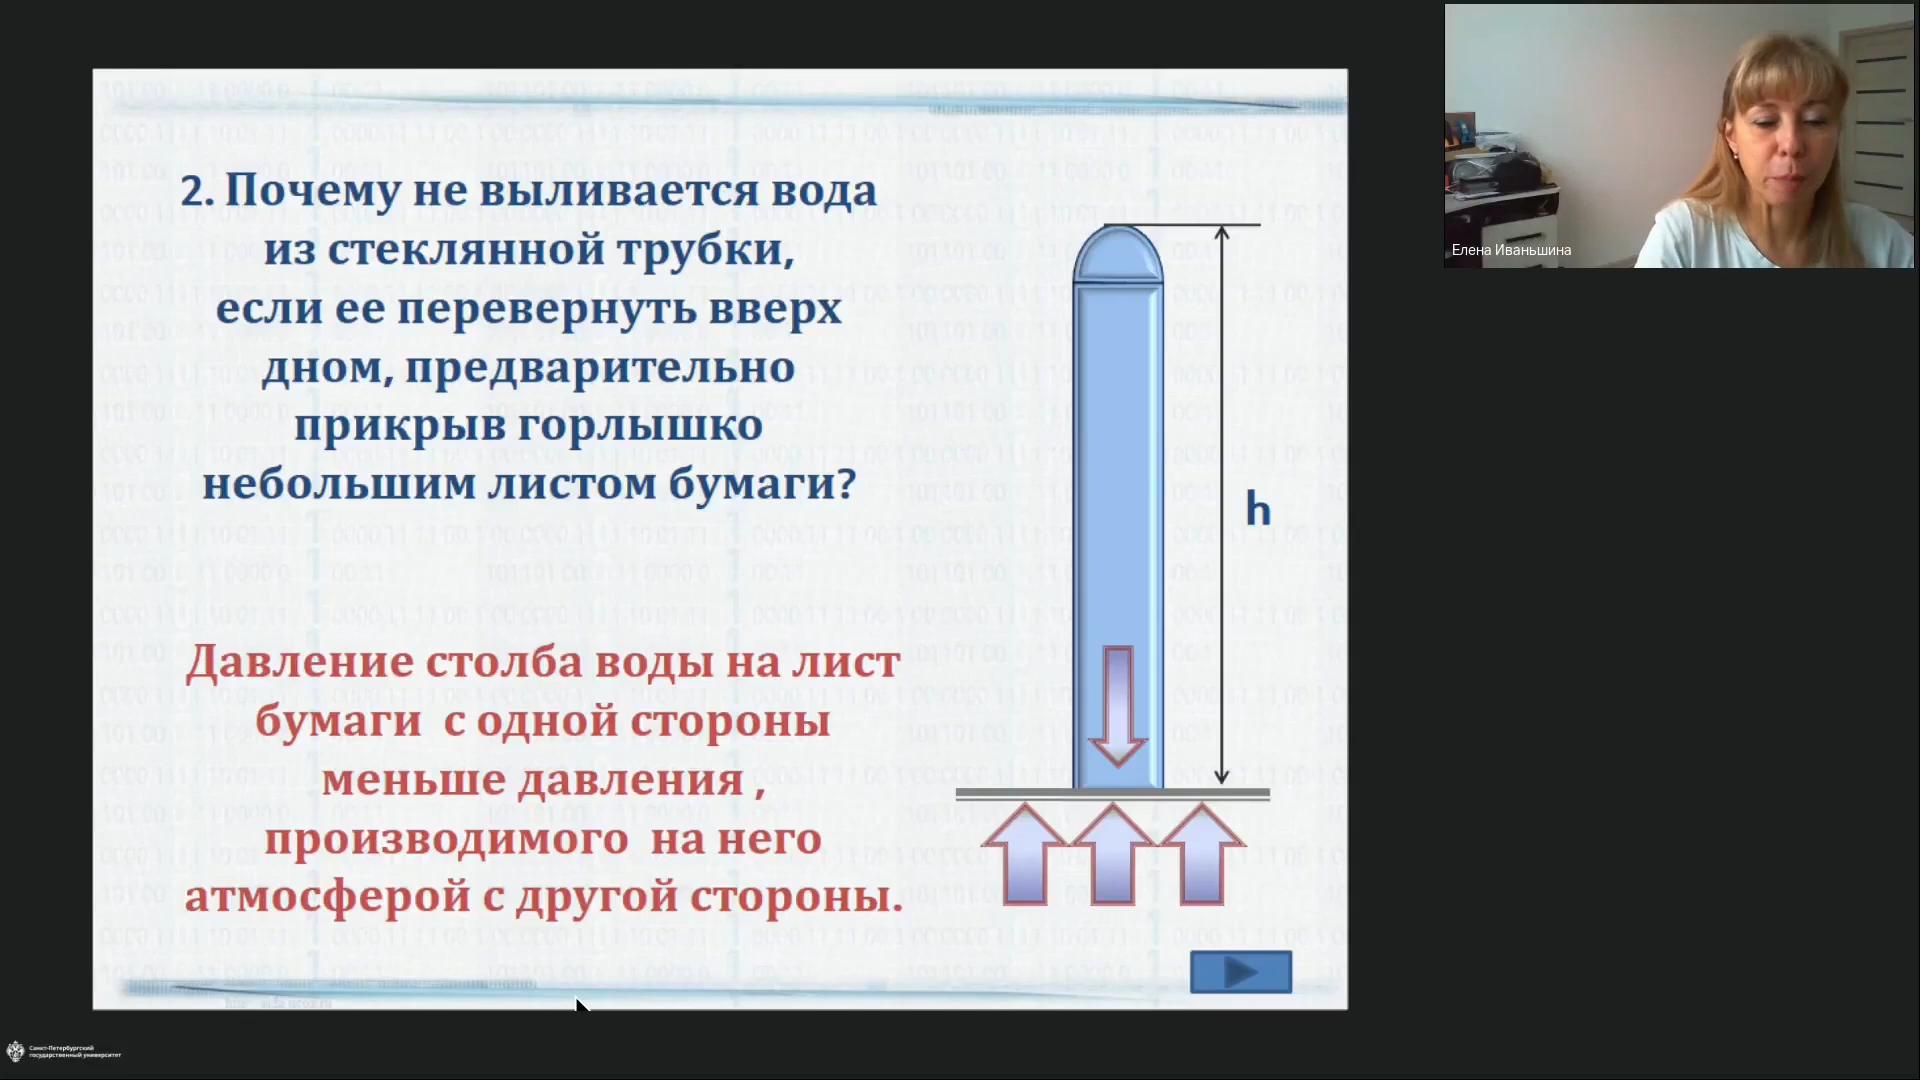 2. Почему не выливается вода
из стеклянной трубки,
если ее перевернуть вверх
дном, предварительно
прикрыв горлышко
небольшим листом бумаги?
h
Давление столба воды на лист
бумаги с одной стороны
меньше давления ,
производимого на него
атмосферой с другой стороны.
Елена Иваньшина
Санкт-Петербургский
государственный университет